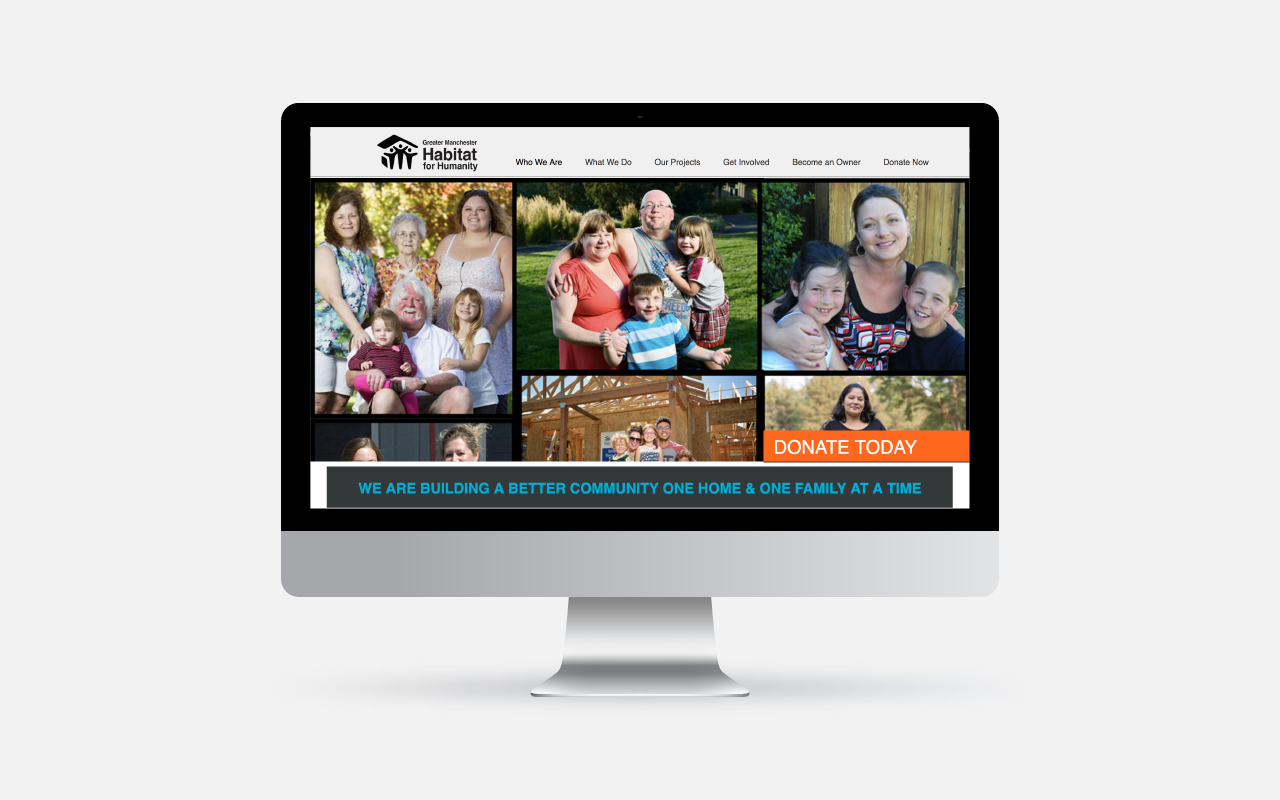 Greater Manchester
Habitat
for Humanity
Who We Are What We Do Our Projects Get Involved Become an Owner Donate Now
DONATE TODAY
WE ARE BUILDING A BETTER COMMUNITY ONE HOME & ONE FAMILY AT A TIME